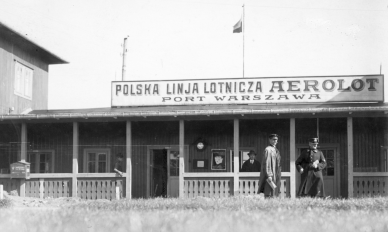 POLSKA LINJA LOTNICZA AEROLOT
PORT WARSZAWA